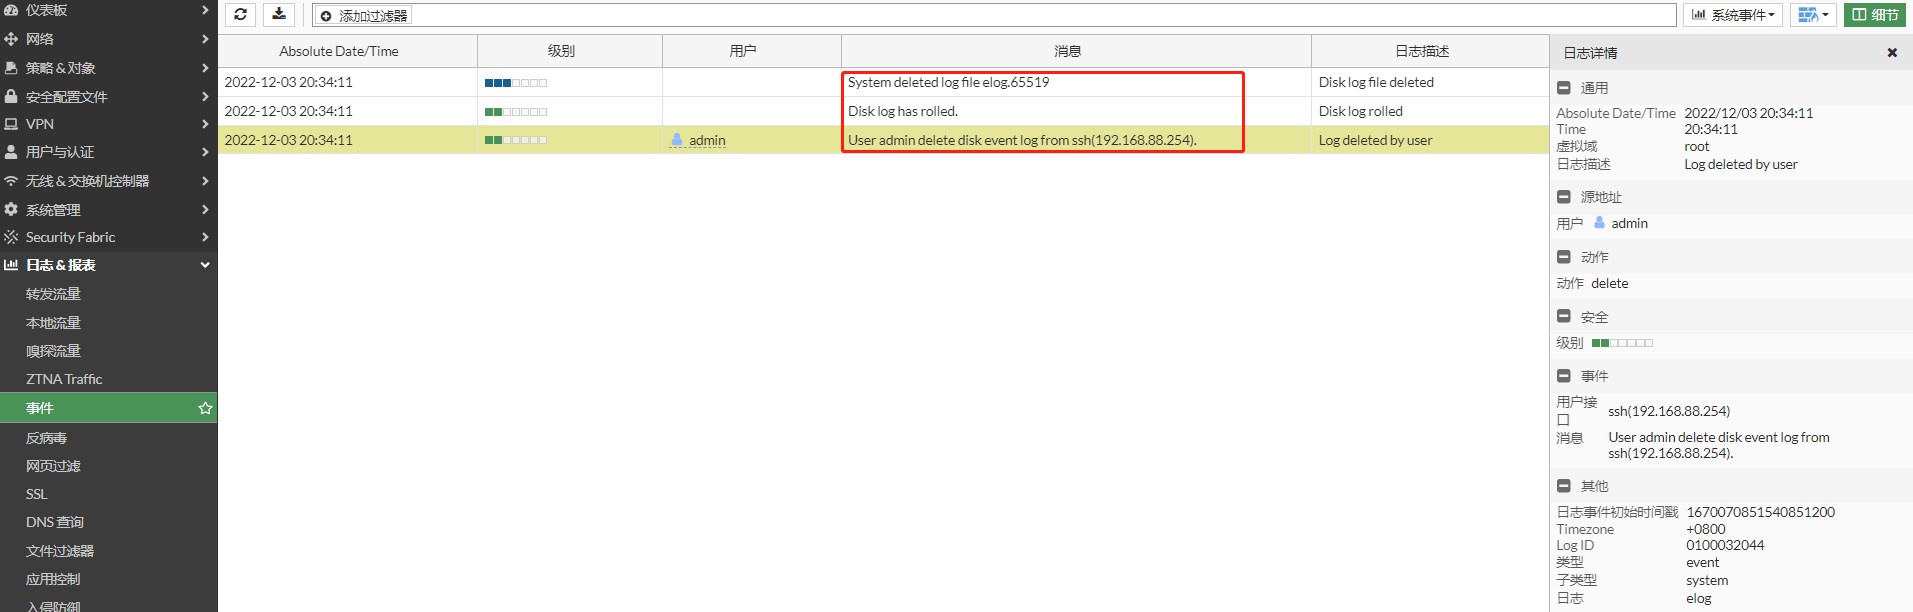 仪表板
网络
策略 & 对象
安全配置文件
VPN
用户与认证
无线 & 交换机控制器
系统管理
Security Fabric
日志 & 报表
转发流量
本地流量
嗅探流量
ZTNA Traffic
事件
反病毒
网页过滤
SSL
DNS 查询
文件过滤器
应用控制
入侵防御
添加过滤器
系统事件
细节
Absolute Date/Time 级别 用户 消息 日志描述
2022-12-03 20:34:11 System deleted log file elog.65519 Disk log file deleted
2022-12-03 20:34:11 Disk log has rolled. Disk log rolled
2022-12-03 20:34:11 admin User admin delete disk event log from ssh(192.168.88.254). Log deleted by user
日志详情
通用
Absolute Date/Time 2022/12/03 20:34:11
Time 20:34:11
虚拟域 root
日志描述 Log deleted by user
源地址
用户 admin
动作
动作 delete
安全
级别
事件
用户接口 ssh(192.168.88.254)
消息 User admin delete disk event log from
ssh(192.168.88.254).
其他
日志事件初始时间戳 1670070851540851200
Timezone +0800
Log ID 0100032044
类型 event
子类型 system
日志 elog